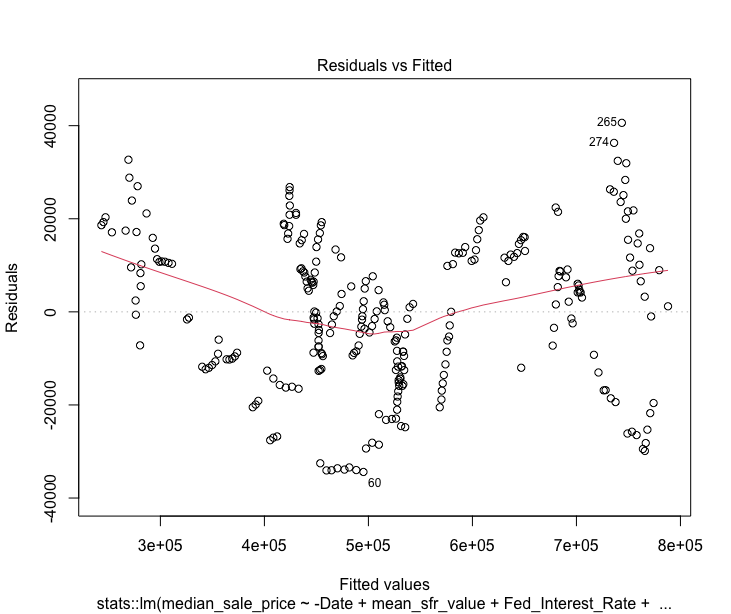 Residuals vs Fitted
Residuals
40000
20000
0
-20000
-40000
265
274
60
3e+05 4e+05 5e+05 6e+05 7e+05 8e+05
Fitted values
stats::lm(median_sale_price ~ -Date + mean_sfr_value + Fed_Interest_Rate + ...